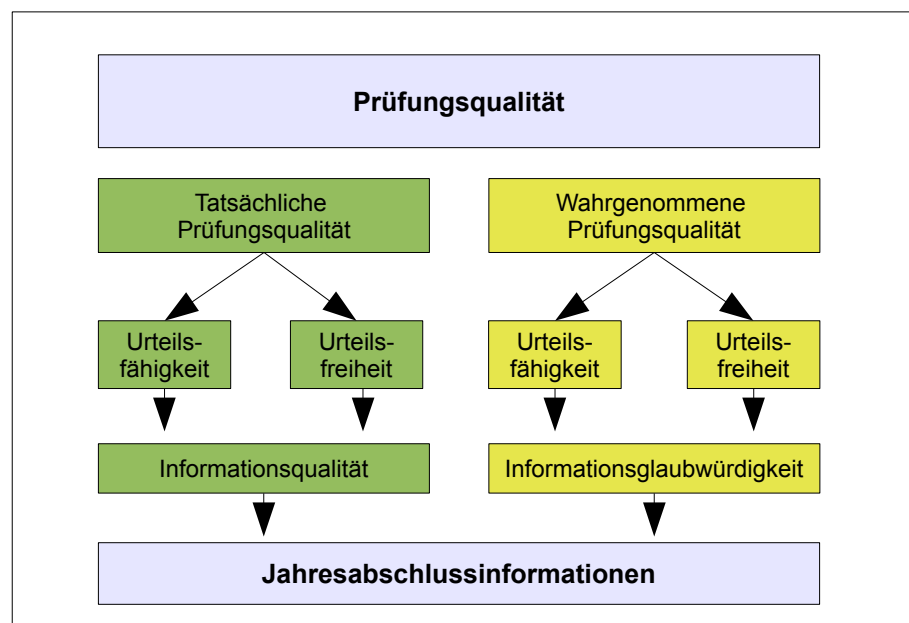 Prüfungsqualität
Tatsächliche
Prüfungsqualität
Wahrgenommene
Prüfungsqualität
Urteils-
fähigkeit
Urteils-
freiheit
Urteils-
fähigkeit
Urteils-
freiheit
Informationsqualität
Informationsglaubwürdigkeit
Jahresabschlussinformationen